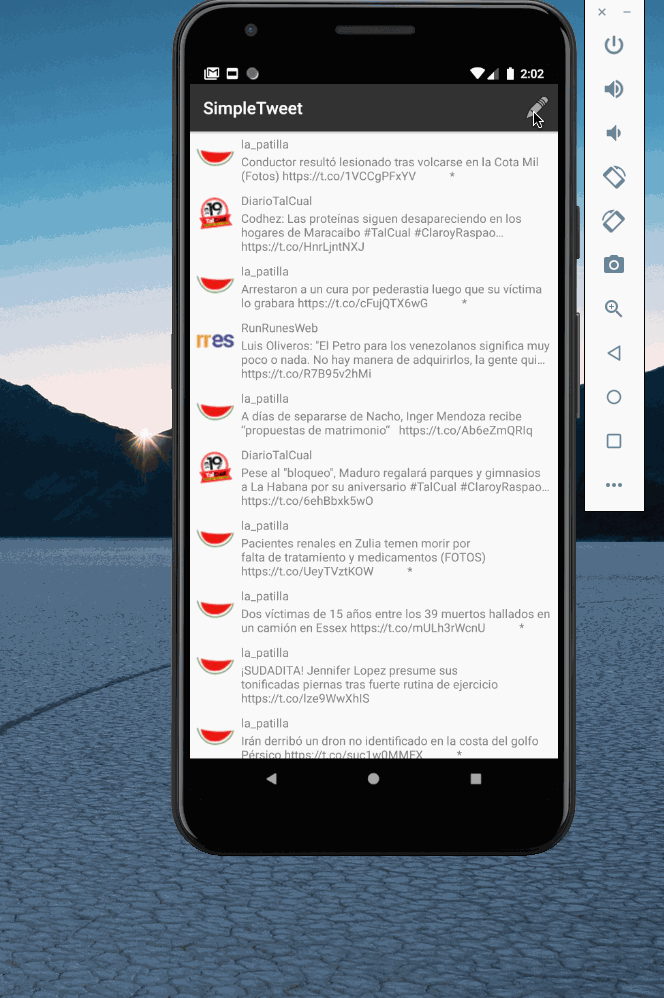 2:02
SimpleTweet
la_patilla
Conductor resultó lesionado tras volcarse en la Cota Mil
(Fotos) https://t.co/1VCCgPFxYV *
DiarioTalCual
Codhez: Las proteínas siguen desapareciendo en los
hogares de Maracaibo #TalCual #ClaroyRaspao…
https://t.co/HnrLjntNXJ
la_patilla
Arrestaron a un cura por pederastia luego que su víctima
lo grabara https://t.co/cFujQTX6wG *
RunRunesWeb
Luis Oliveros: "El Petro para los venezolanos significa muy
poco o nada. No hay manera de adquirirlos, la gente qui…
https://t.co/R7B95v2hMi
la_patilla
A días de separarse de Nacho, Inger Mendoza recibe
“propuestas de matrimonio” https://t.co/Ab6eZmQRIq
DiarioTalCual
Pese al "bloqueo", Maduro regalará parques y gimnasios
a La Habana por su aniversario #TalCual #ClaroyRaspao…
https://t.co/6ehBbxk5wO
la_patilla
Pacientes renales en Zulia temen morir por
falta de tratamiento y medicamentos (FOTOS)
https://t.co/UeyTVztKOW *
la_patilla
Dos víctimas de 15 años entre los 39 muertos hallados en
un camión en Essex https://t.co/mULh3rWcnU *
la_patilla
¡SUDADITA! Jennifer Lopez presume sus
tonificadas piernas tras fuerte rutina de ejercicio
https://t.co/lze9WwXhIS
la_patilla
Irán derribó un dron no identificado en la costa del golfo
Pérsico https://t.co/suc1w0MMFX *